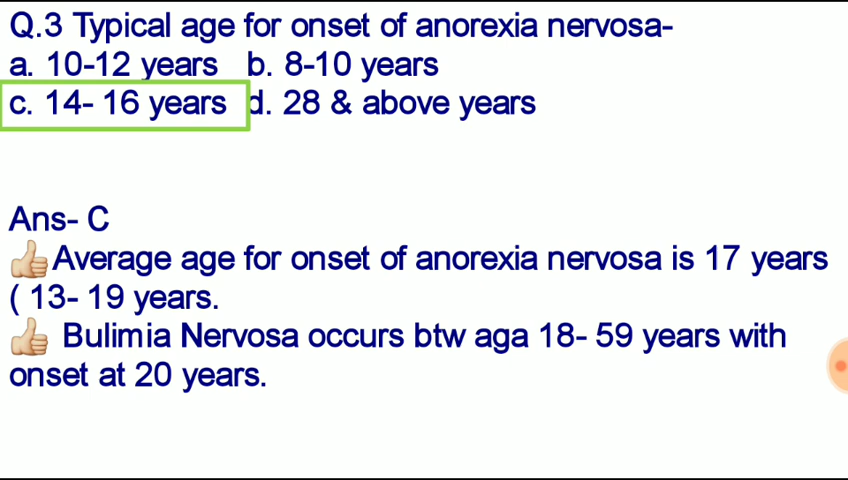 Q.3 Typical age for onset of anorexia nervosa-
a. 10-12 years b. 8-10 years
c. 14- 16 years d. 28 & above years
Ans- C
👍Average age for onset of anorexia nervosa is 17 years
( 13- 19 years.
👍 Bulimia Nervosa occurs btw aga 18- 59 years with
onset at 20 years.